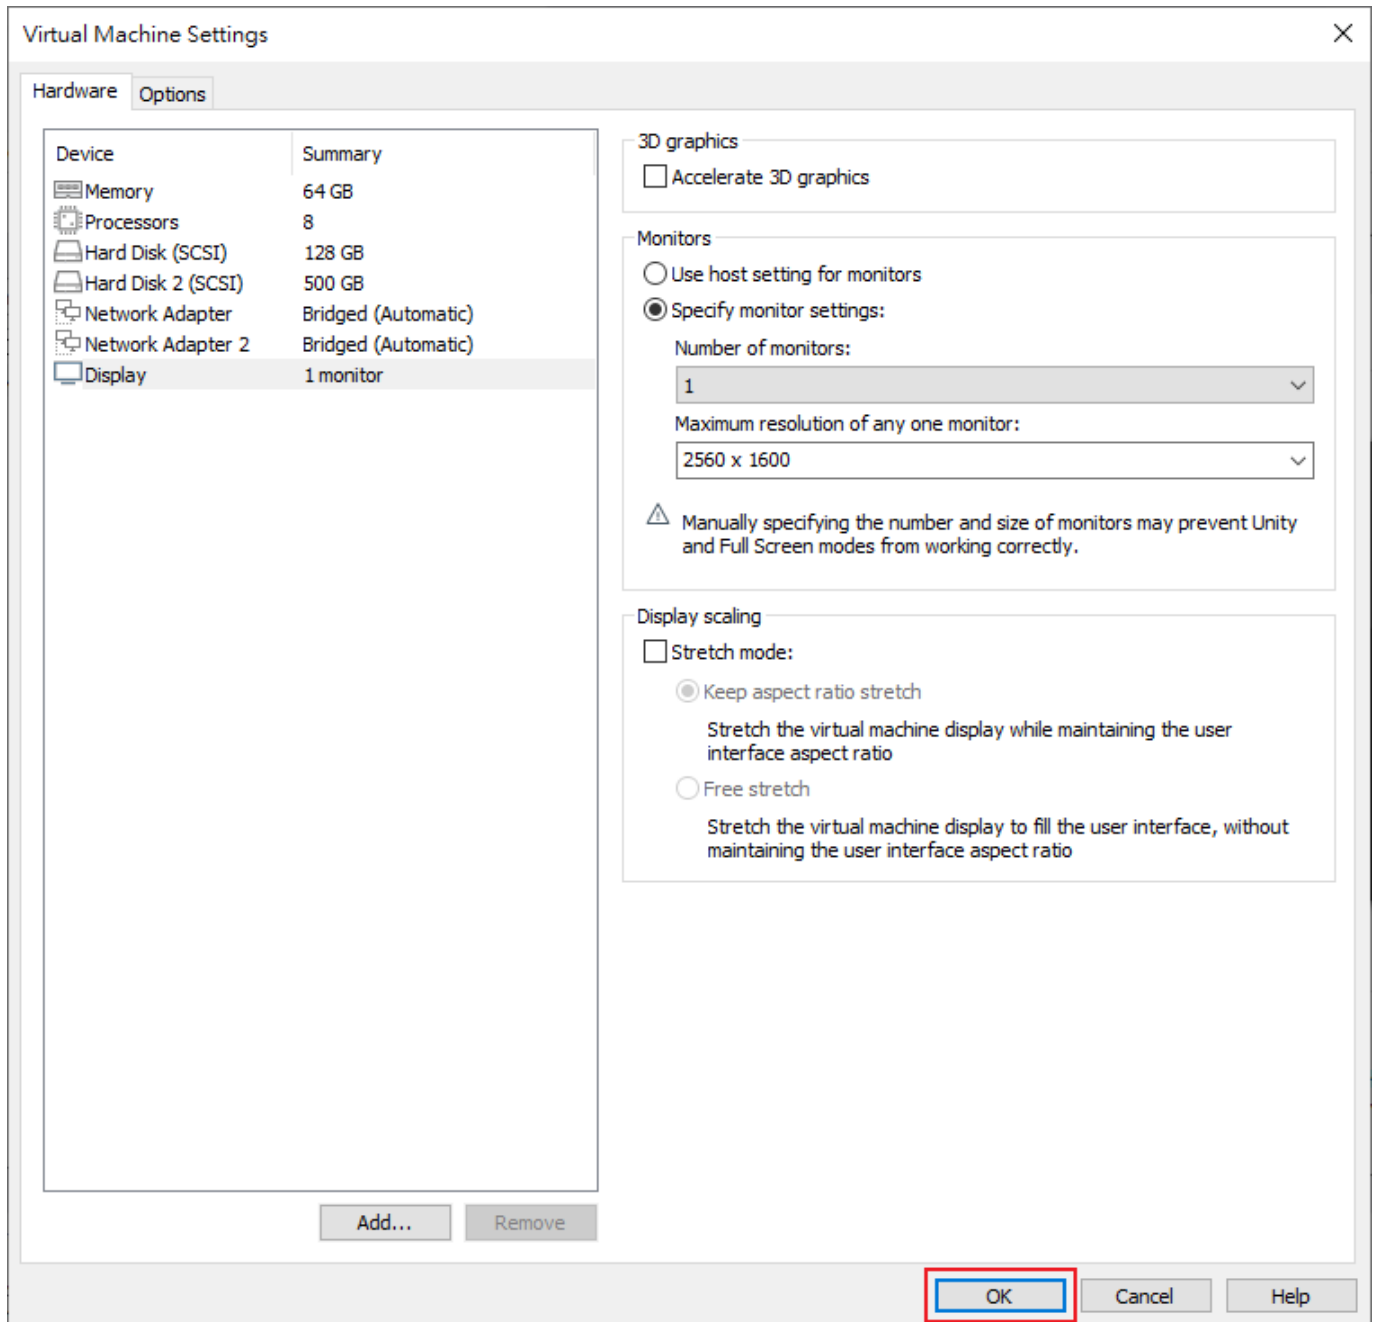 Virtual Machine Settings
Hardware Options
Device Summary
Memory 64 GB
Processors 8
Hard Disk (SCSI) 128 GB
Hard Disk 2 (SCSI) 500 GB
Network Adapter Bridged (Automatic)
Network Adapter 2 Bridged (Automatic)
Display 1 monitor
Add... Remove
3D graphics
Accelerate 3D graphics
Monitors
Use host setting for monitors
Specify monitor settings:
Number of monitors:
1
Maximum resolution of any one monitor:
2560 x 1600
Manually specifying the number and size of monitors may prevent Unity
and Full Screen modes from working correctly.
Display scaling
Stretch mode:
Keep aspect ratio stretch
Stretch the virtual machine display while maintaining the user
interface aspect ratio
Free stretch
Stretch the virtual machine display to fill the user interface, without
maintaining the user interface aspect ratio
OK Cancel Help